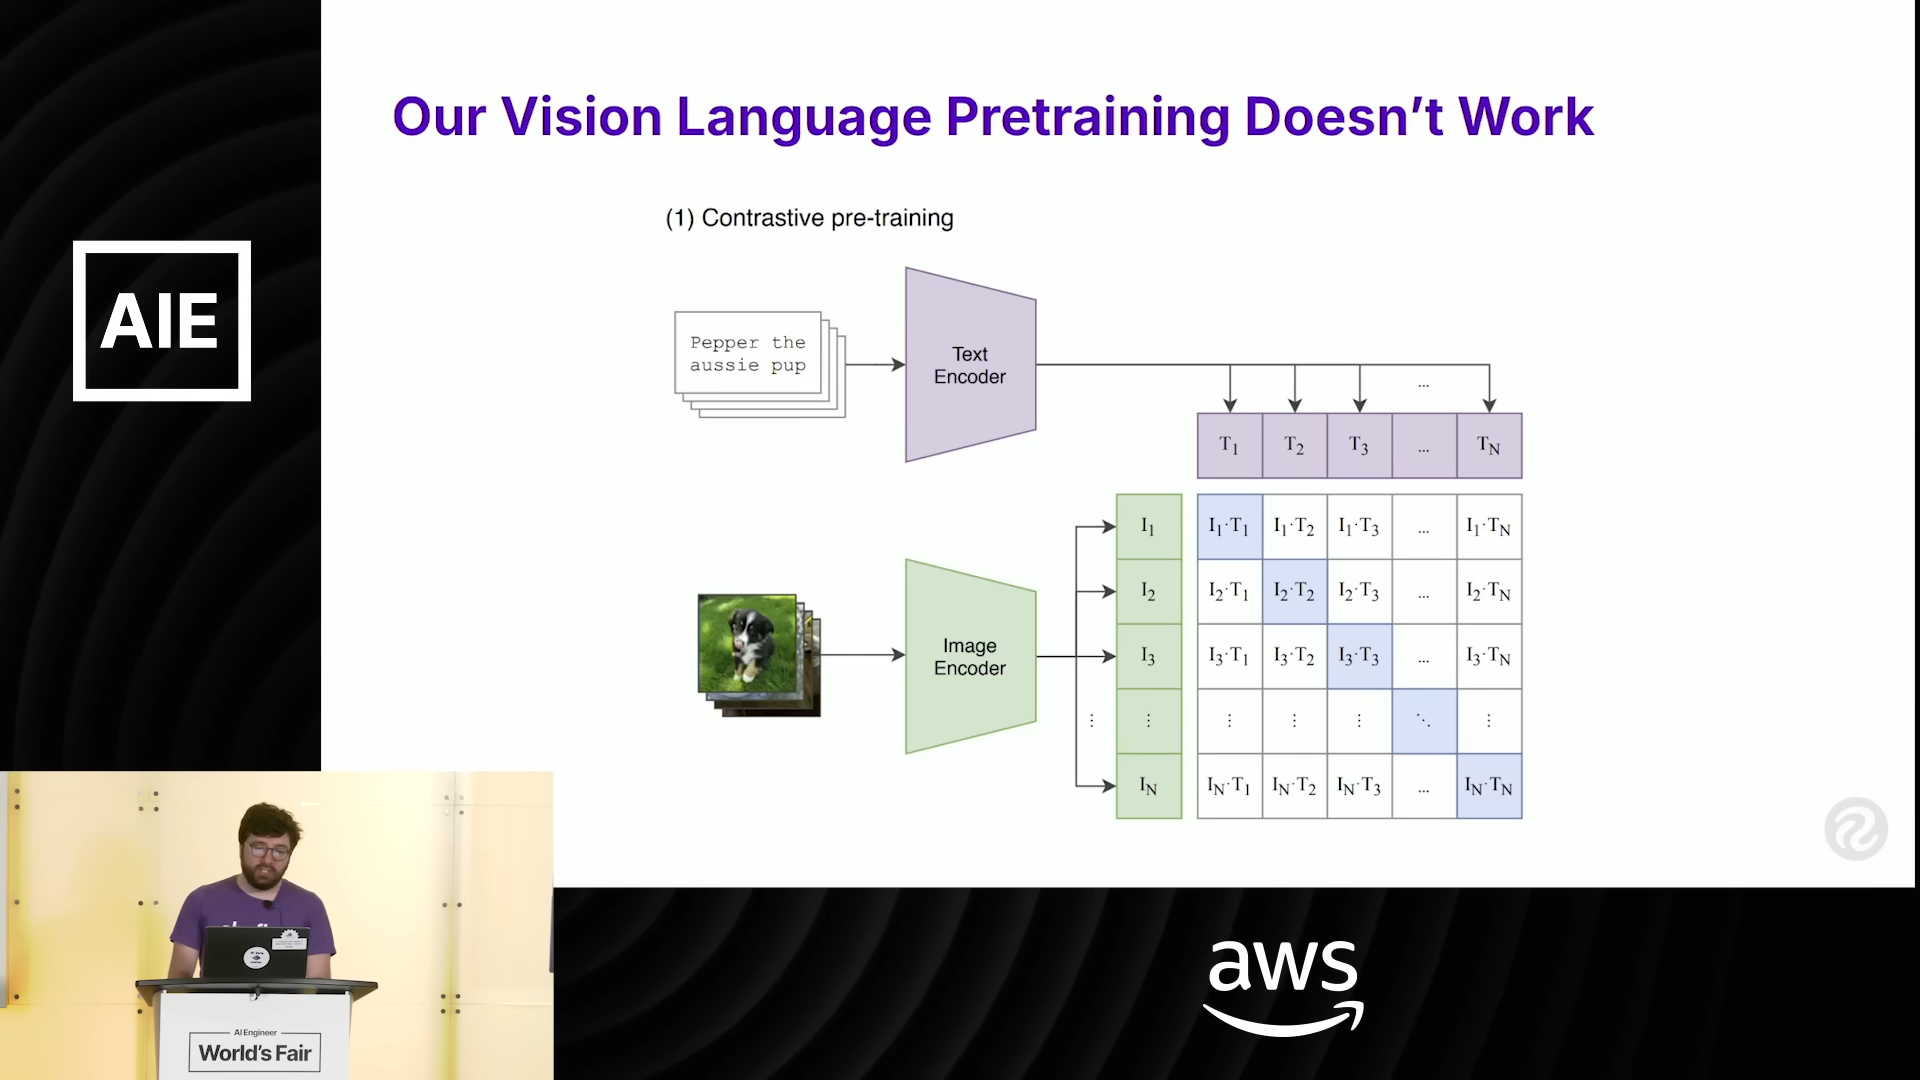 Our Vision Language Pretraining Doesn't Work
AIE
(1) Contrastive pre-training
Pepper the
aussie pup
Text
Encoder
...
T1 T2 T3 ... TN
Image
Encoder
I1 I1·T1 I1·T2 I1·T3 ... I1·TN
I2 I2·T1 I2·T2 I2·T3 ... I2·TN
I3 I3·T1 I3·T2 I3·T3 ... I3·TN
⋮ ⋮ ⋮ ⋮ ⋮ ⋱ ⋮
IN IN·T1 IN·T2 IN·T3 ... IN·TN
AI Engineer
World's Fair
aws